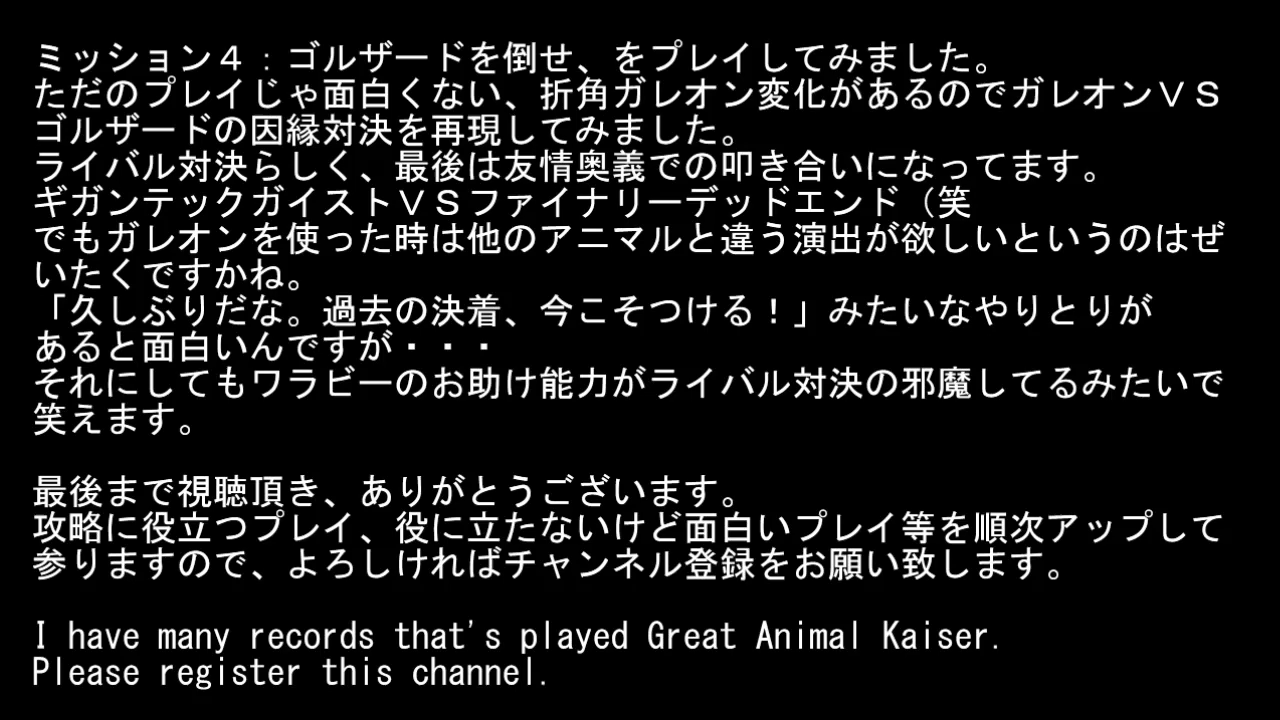 ミッション４：ゴルザードを倒せ、をプレイしてみました。
ただのプレイじゃ面白くない、折角ガレオン変化があるのでガレオンＶＳ
ゴルザードの因縁対決を再現してみました。
ライバル対決らしく、最後は友情奥義での叩き合いになってます。
ギガンテックガイストＶＳファイナリーデッドエンド（笑
でもガレオンを使った時は他のアニマルと違う演出が欲しいというのはぜ
いたくですかね。
「久しぶりだな。過去の決着、今こそつける！」みたいなやりとりが
あると面白いんですが・・・
それにしてもワラビーのお助け能力がライバル対決の邪魔してるみたいで
笑えます。
最後まで視聴頂き、ありがとうございます。
攻略に役立つプレイ、役に立たないけど面白いプレイ等を順次アップして
参りますので、よろしければチャンネル登録をお願い致します。
I have many records that's played Great Animal Kaiser.
Please register this channel.